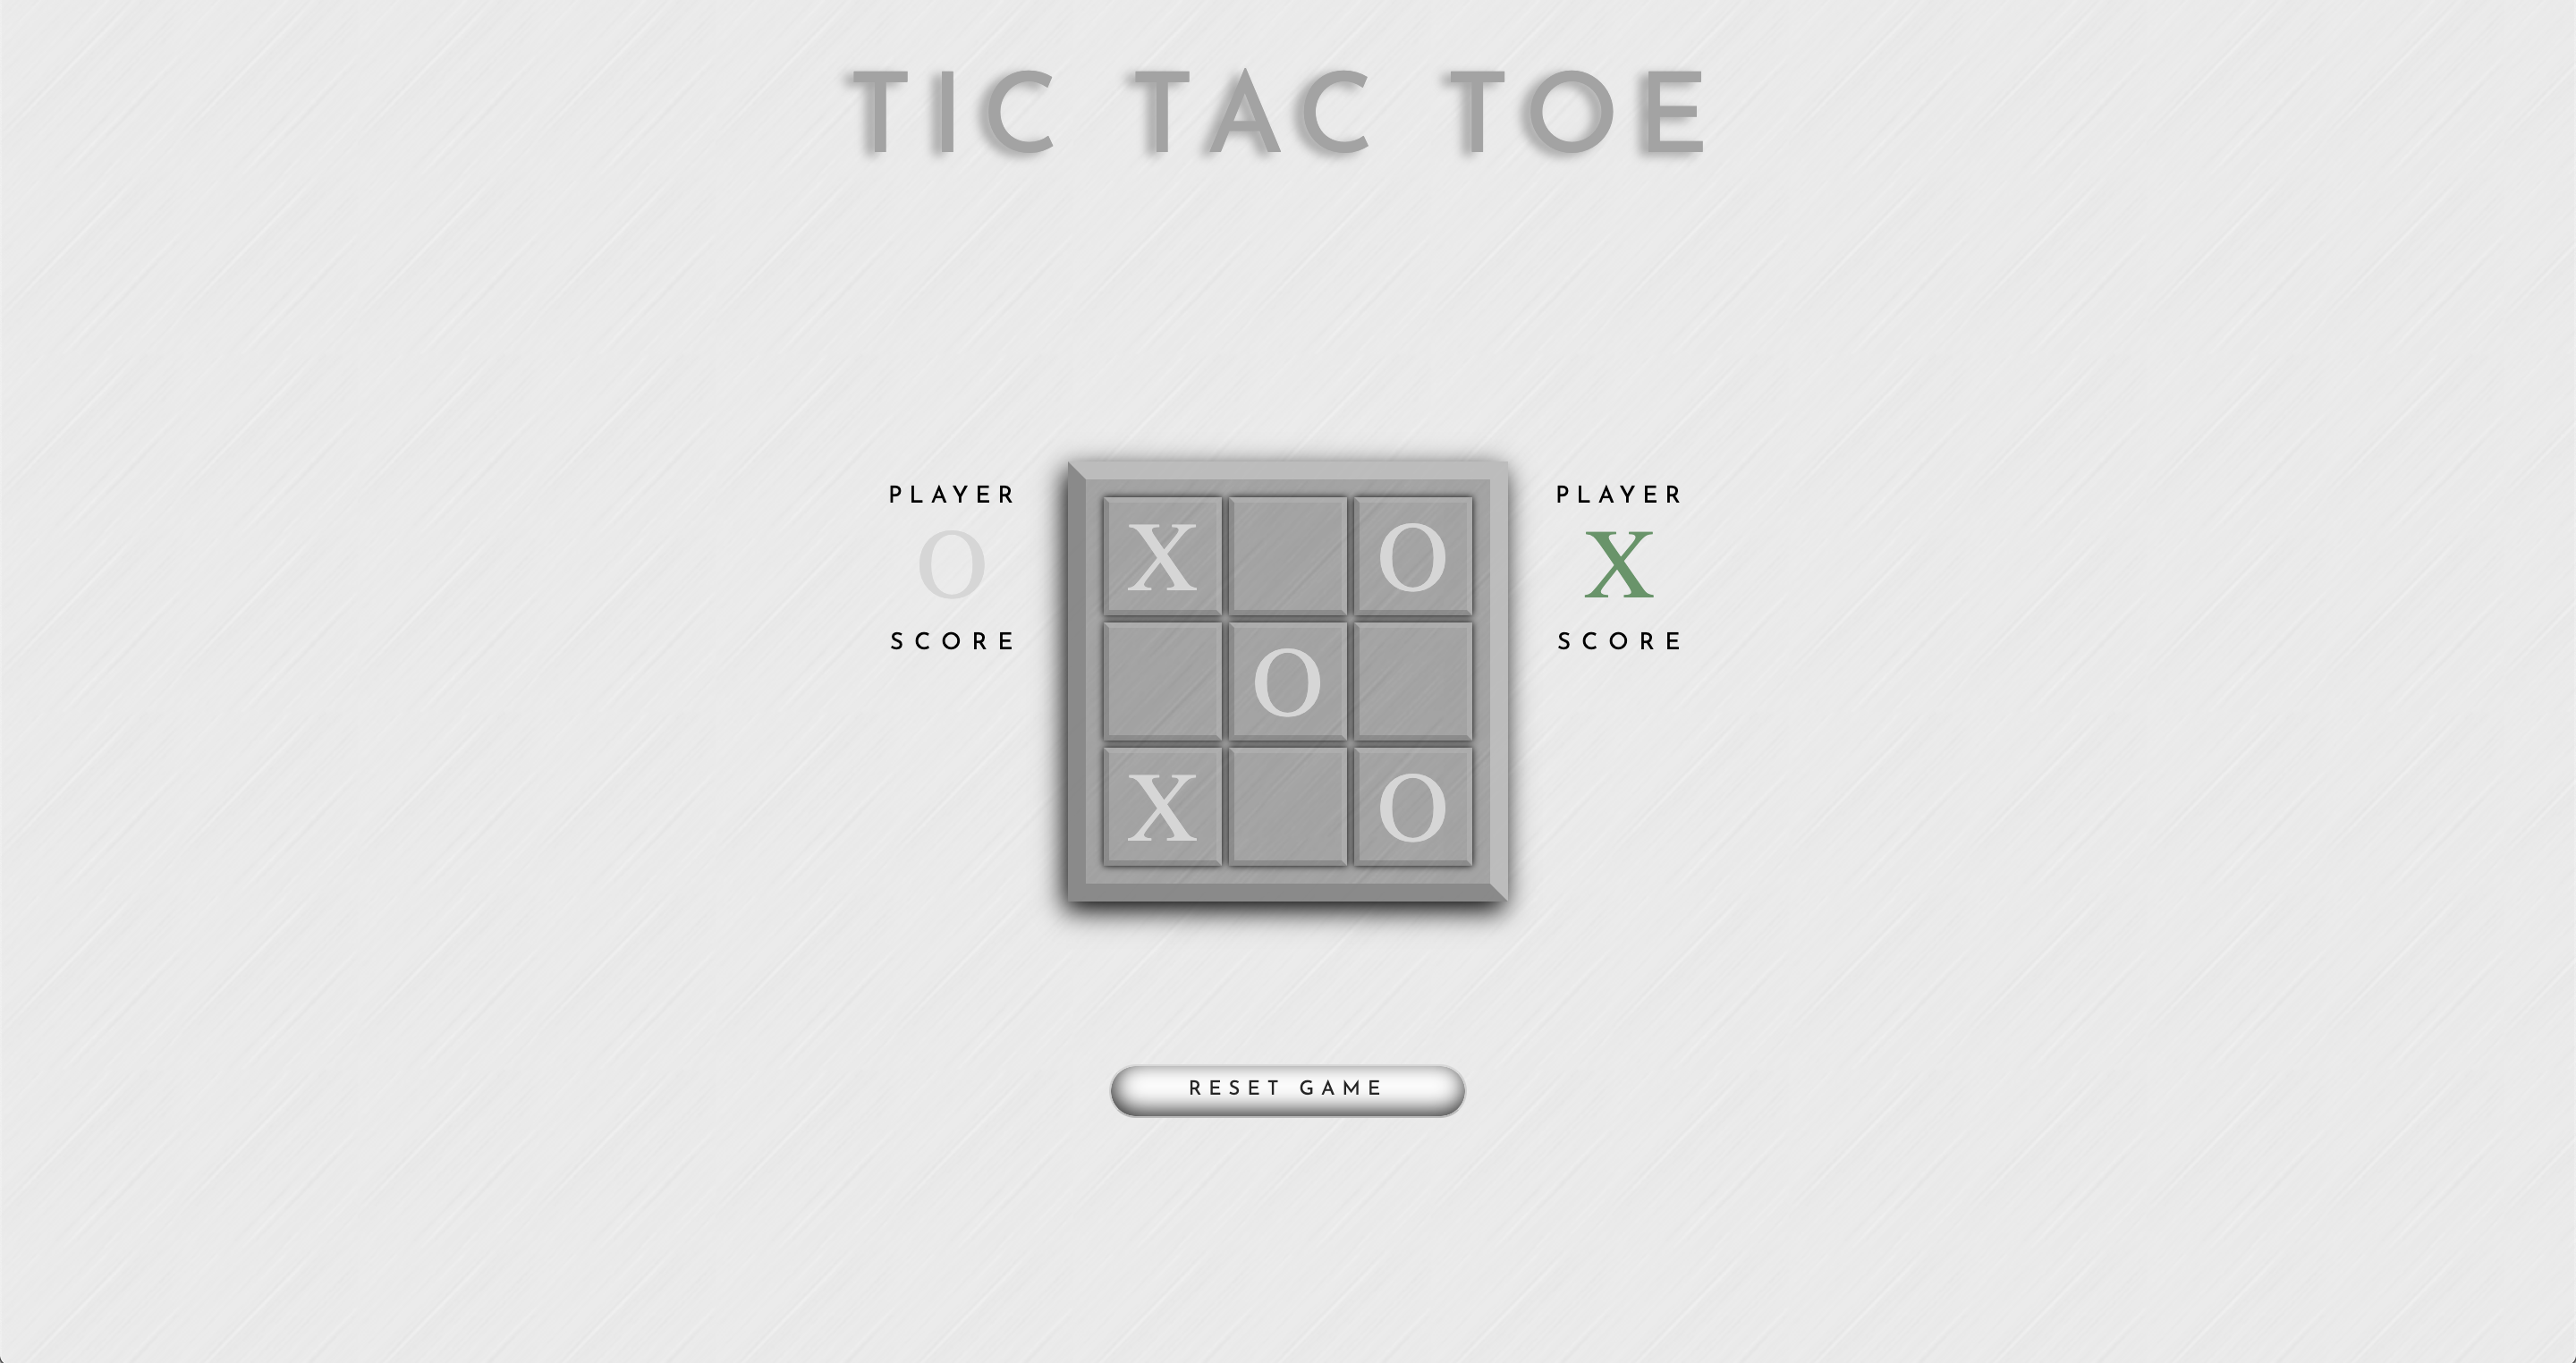 TIC TAC TOE
PLAYER
O
SCORE
X O
O
X O
PLAYER
X
SCORE
RESET GAME